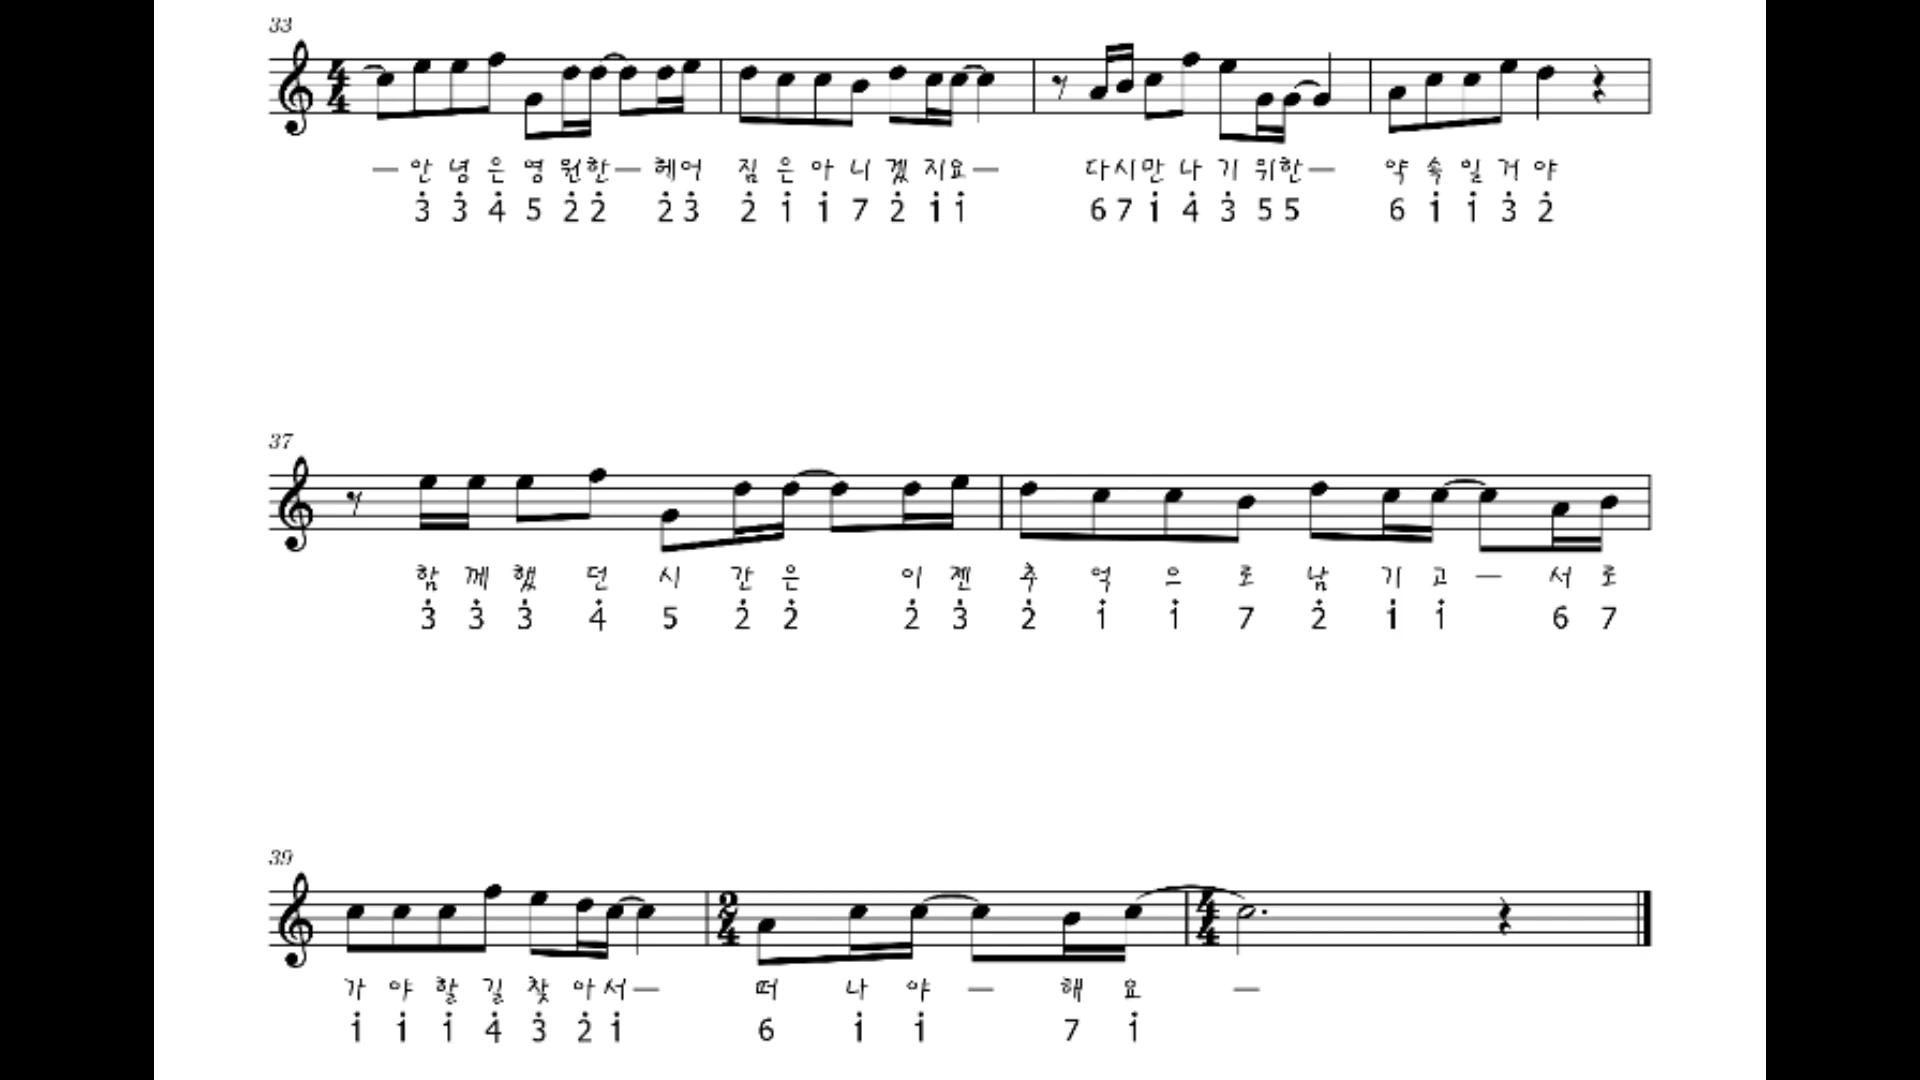 33
4 4
— 안 녕 은 영 원 한 — 헤 어 짐 은 아 니 겠 지 요 — 다 시 만 나 기 위 한 — 약 속 일 거 야
3̇ 3̇ 4̇ 5 2̇ 2̇ 2̇ 3̇ 2̇ 1̇ 1̇ 7 2̇ 1̇ 1̇ 6 7 1̇ 4̇ 3̇ 5 5 6 1̇ 1̇ 3̇ 2̇
37
함 께 했 던 시 간 은 이 젠 추 억 으 로 남 기 고 — 서 로
3̇ 3̇ 3̇ 4̇ 5 2̇ 2̇ 2̇ 3̇ 2̇ 1̇ 1̇ 7 2̇ 1̇ 1̇ 6 7
39
2 4 4 4
가 야 할 길 찾 아 서 — 떠 나 야 — 해 요 —
1̇ 1̇ 1̇ 4̇ 3̇ 2̇ 1̇ 6 1̇ 1̇ 7 1̇